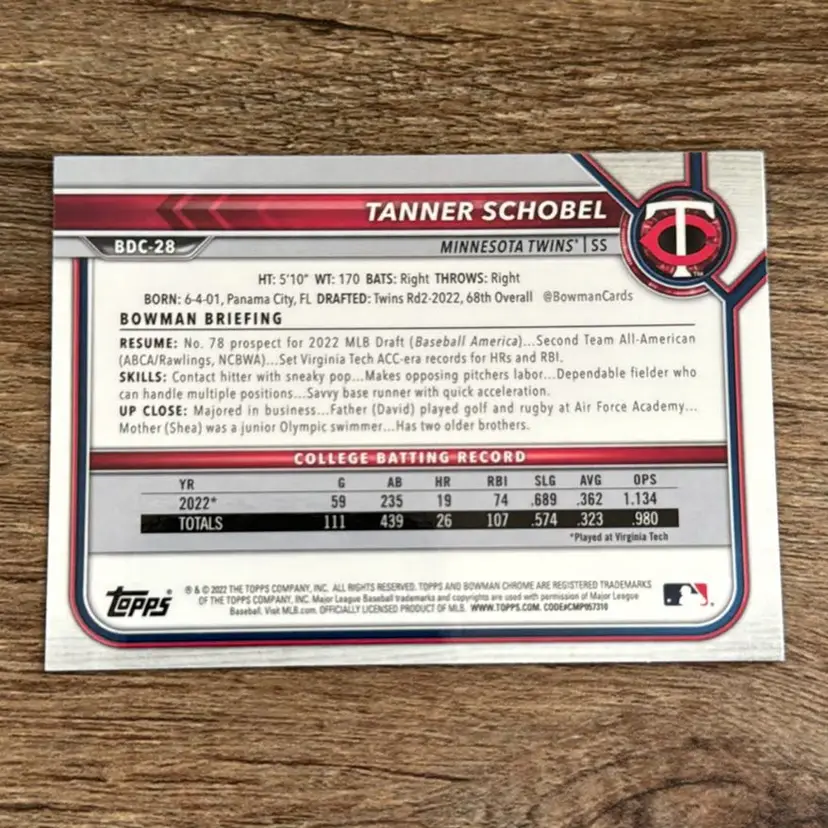 TANNER SCHOBEL
BDC-28
MINNESOTA TWINS® | SS
TC
™
HT: 5'10" WT: 170 BATS: Right THROWS: Right
BORN: 6-4-01, Panama City, FL DRAFTED: Twins Rd2-2022, 68th Overall @BowmanCards
BOWMAN BRIEFING
RESUME: No. 78 prospect for 2022 MLB Draft (Baseball America)...Second Team All-American
(ABCA/Rawlings, NCBWA)...Set Virginia Tech ACC-era records for HRs and RBI.
SKILLS: Contact hitter with sneaky pop...Makes opposing pitchers labor...Dependable fielder who
can handle multiple positions...Savvy base runner with quick acceleration.
UP CLOSE: Majored in business...Father (David) played golf and rugby at Air Force Academy...
Mother (Shea) was a junior Olympic swimmer...Has two older brothers.
COLLEGE BATTING RECORD
YR G AB HR RBI SLG AVG OPS
2022* 59 235 19 74 .689 .362 1.134
TOTALS 111 439 26 107 .574 .323 .980
*Played at Virginia Tech
Topps®
® & © 2022 THE TOPPS COMPANY, INC. ALL RIGHTS RESERVED. TOPPS AND BOWMAN CHROME ARE REGISTERED TRADEMARKS
OF THE TOPPS COMPANY, INC. Major League Baseball trademarks and copyrights are used with permission of Major League
Baseball. Visit MLB.com. OFFICIALLY LICENSED PRODUCT OF MLB. WWW.TOPPS.COM. CODE#CMP057310